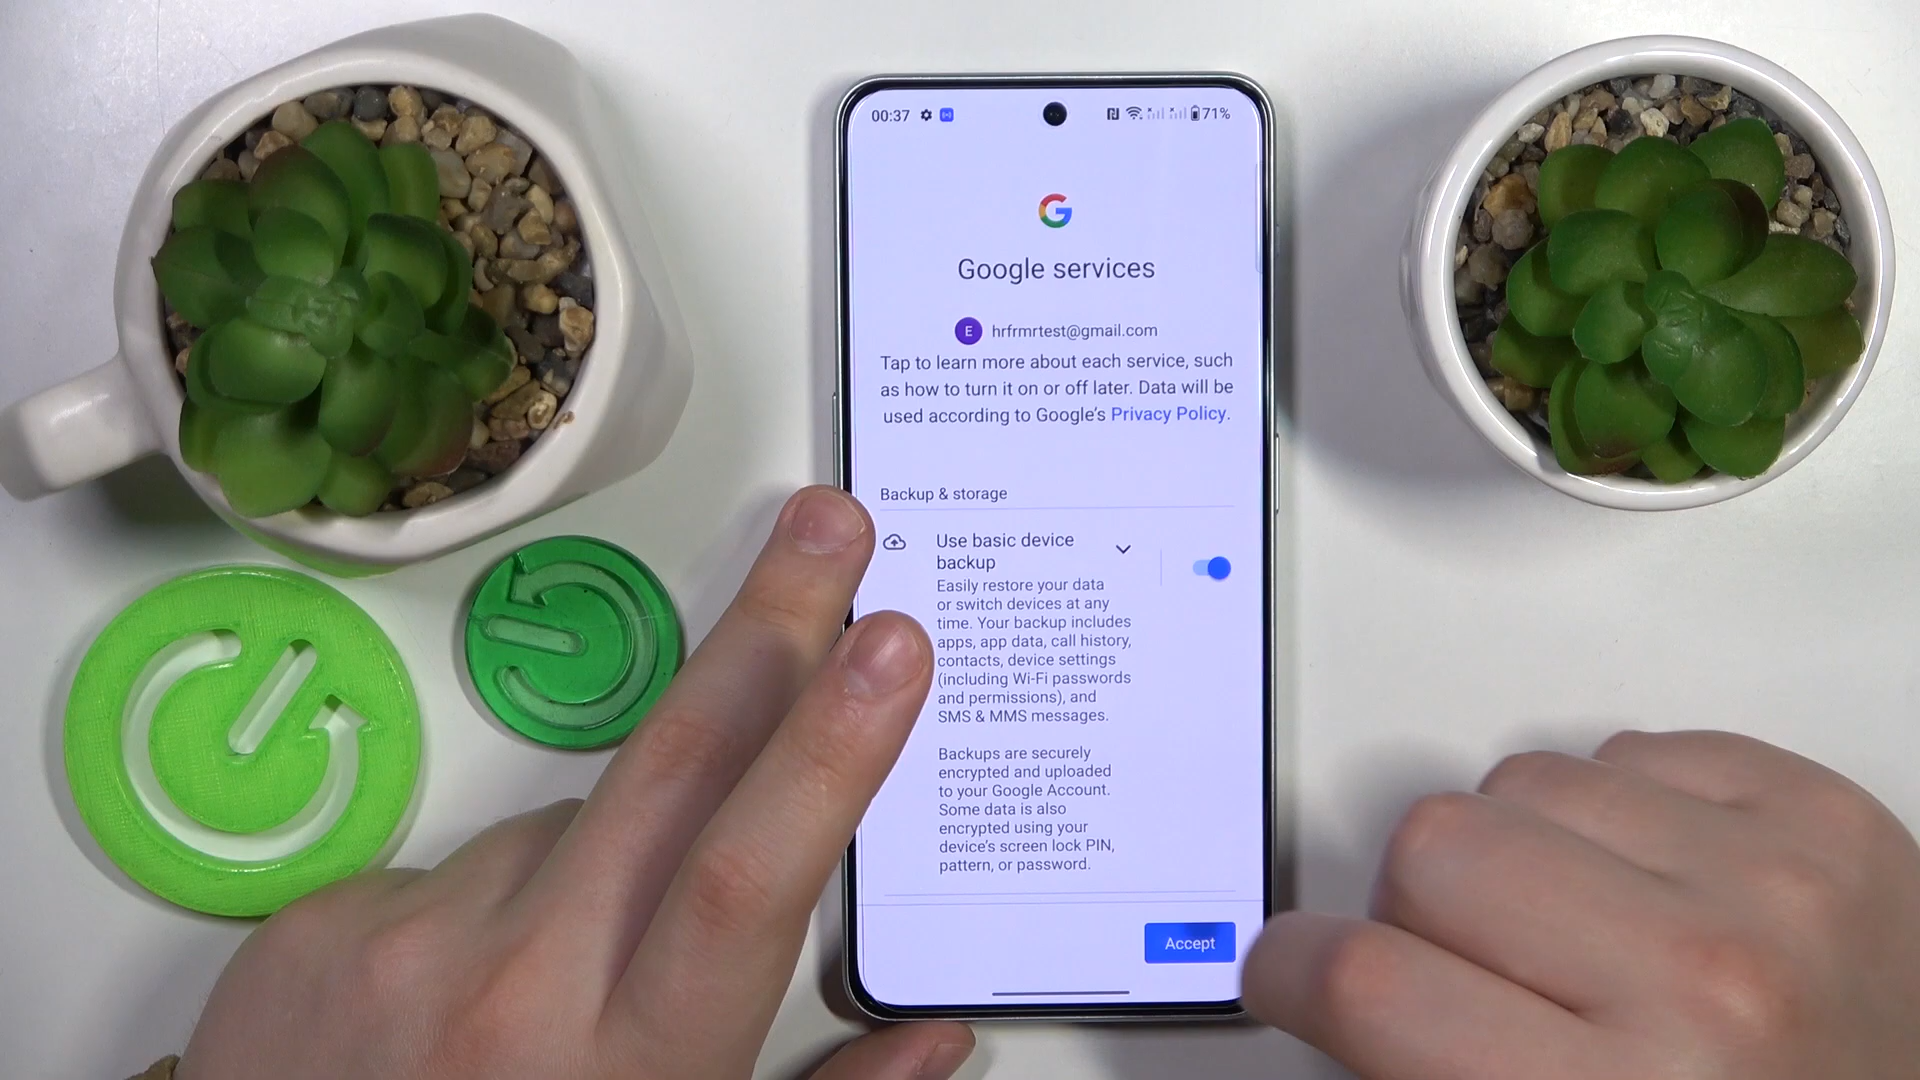 00:37 71%
G
Google services
E hrfrmrtest@gmail.com
Tap to learn more about each service, such
as how to turn it on or off later. Data will be
used according to Google's Privacy Policy.
Backup & storage
Use basic device
backup
Easily restore your data
or switch devices at any
time. Your backup includes
apps, app data, call history,
contacts, device settings
(including Wi-Fi passwords
and permissions), and
SMS & MMS messages.
Backups are securely
encrypted and uploaded
to your Google Account.
Some data is also
encrypted using your
device's screen lock PIN,
pattern, or password.
Accept